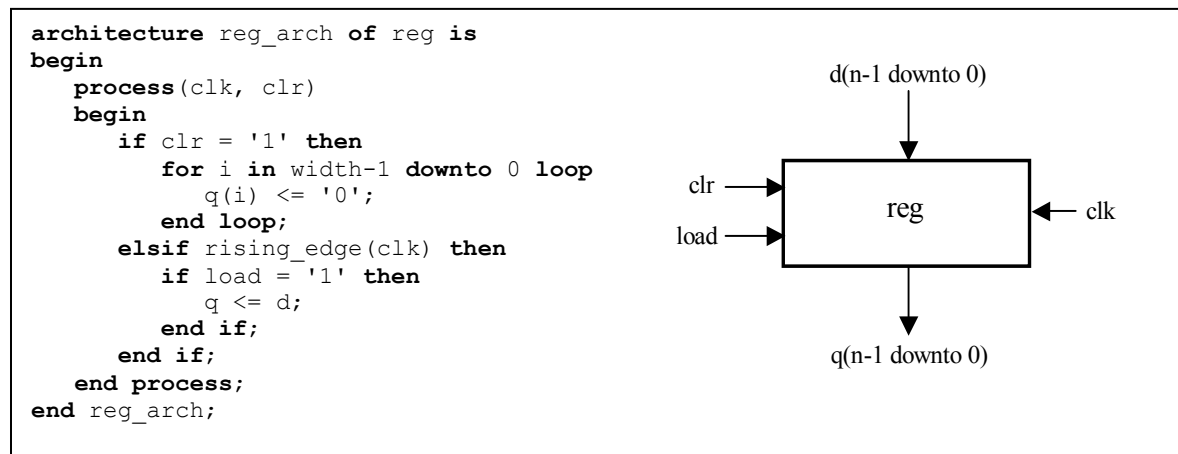 architecture reg_arch of reg is
begin
process(clk, clr)
begin
if clr = '1' then
for i in width-1 downto 0 loop
q(i) <= '0';
end loop;
elsif rising_edge(clk) then
if load = '1' then
q <= d;
end if;
end if;
end process;
end reg_arch;
d(n-1 downto 0)
clr
reg
clk
load
q(n-1 downto 0)